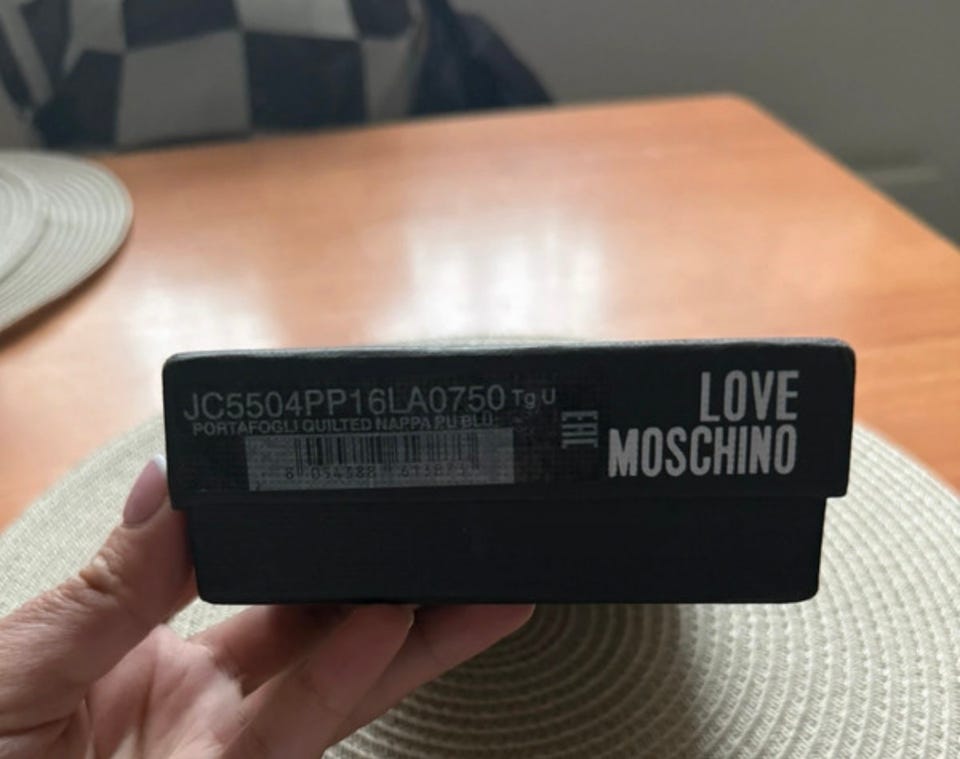 JC5504PP16LA0750 Tg U
PORTAFOGLI QUILTED NAPPA PU BLU
EAC
LOVE
MOSCHINO